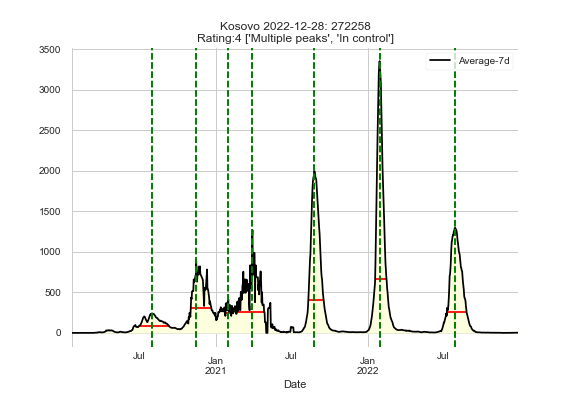 Kosovo 2022-12-28: 272258
Rating:4 ['Multiple peaks', 'In control']
3500
3000
2500
2000
1500
1000
500
0
Average-7d
Jul
Jan
2021
Jul
Jan
2022
Jul
Date